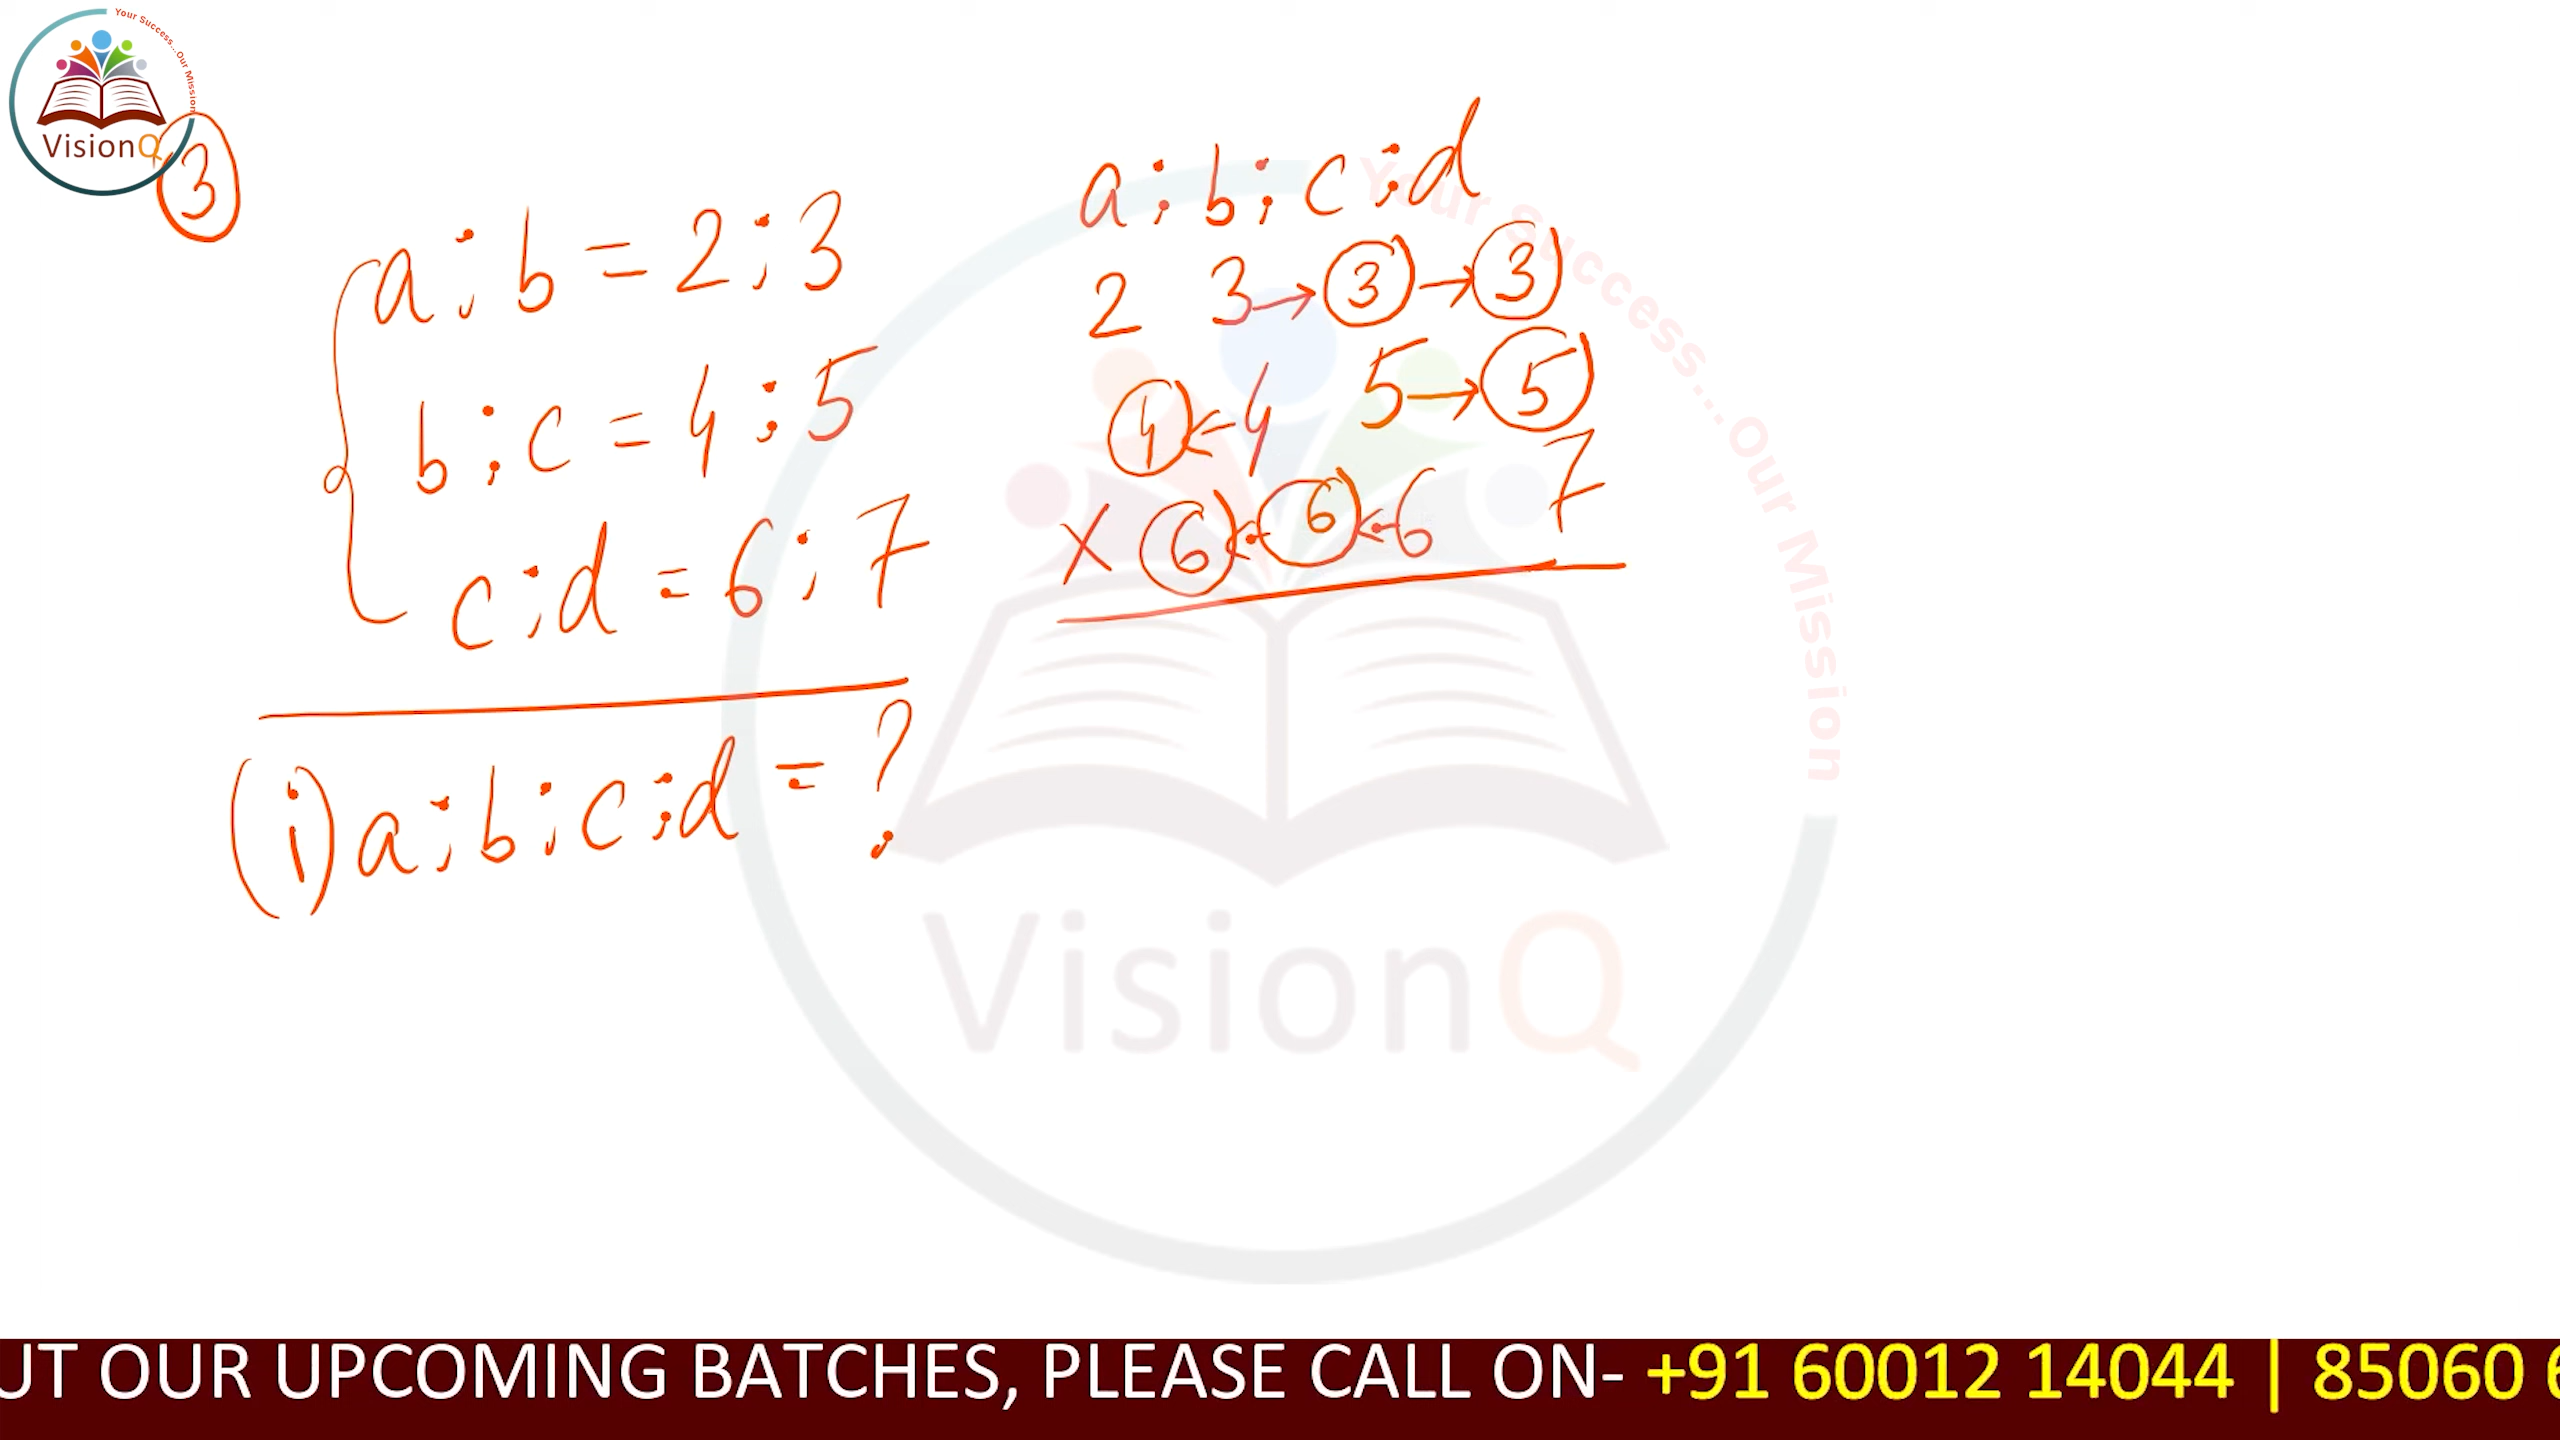 Your Success...Our Mission
VisionQ
3
a:b = 2:3
b:c = 4:5
c:d = 6:7
(i) a:b:c:d = ?
a:b:c:d
2 3→3→3
4←4 5→5
× 6←6←6 7
Your Success...Our Mission
VisionQ
UT OUR UPCOMING BATCHES, PLEASE CALL ON- +91 60012 14044 | 85060 6